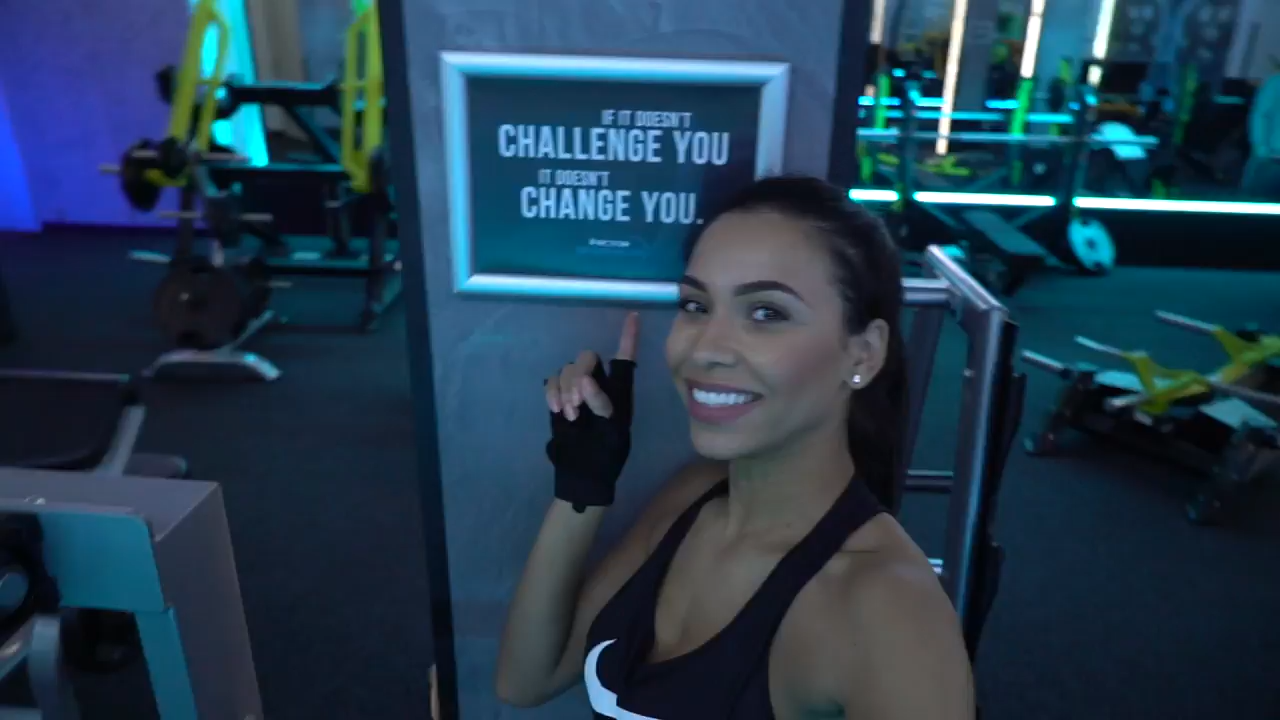 IF IT DOESN'T
CHALLENGE YOU
IT DOESN'T
CHANGE YOU.